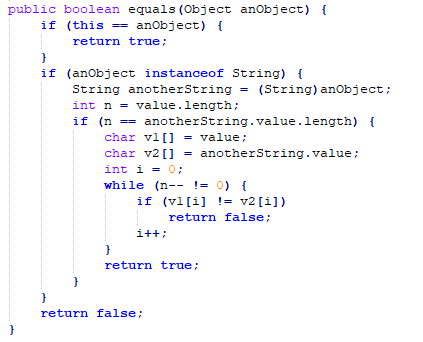 public boolean equals(Object anObject) {
    if (this == anObject) {
        return true;
    }
    if (anObject instanceof String) {
        String anotherString = (String)anObject;
        int n = value.length;
        if (n == anotherString.value.length) {
            char v1[] = value;
            char v2[] = anotherString.value;
            int i = 0;
            while (n-- != 0) {
                if (v1[i] != v2[i])
                    return false;
                i++;
            }
            return true;
        }
    }
    return false;
}